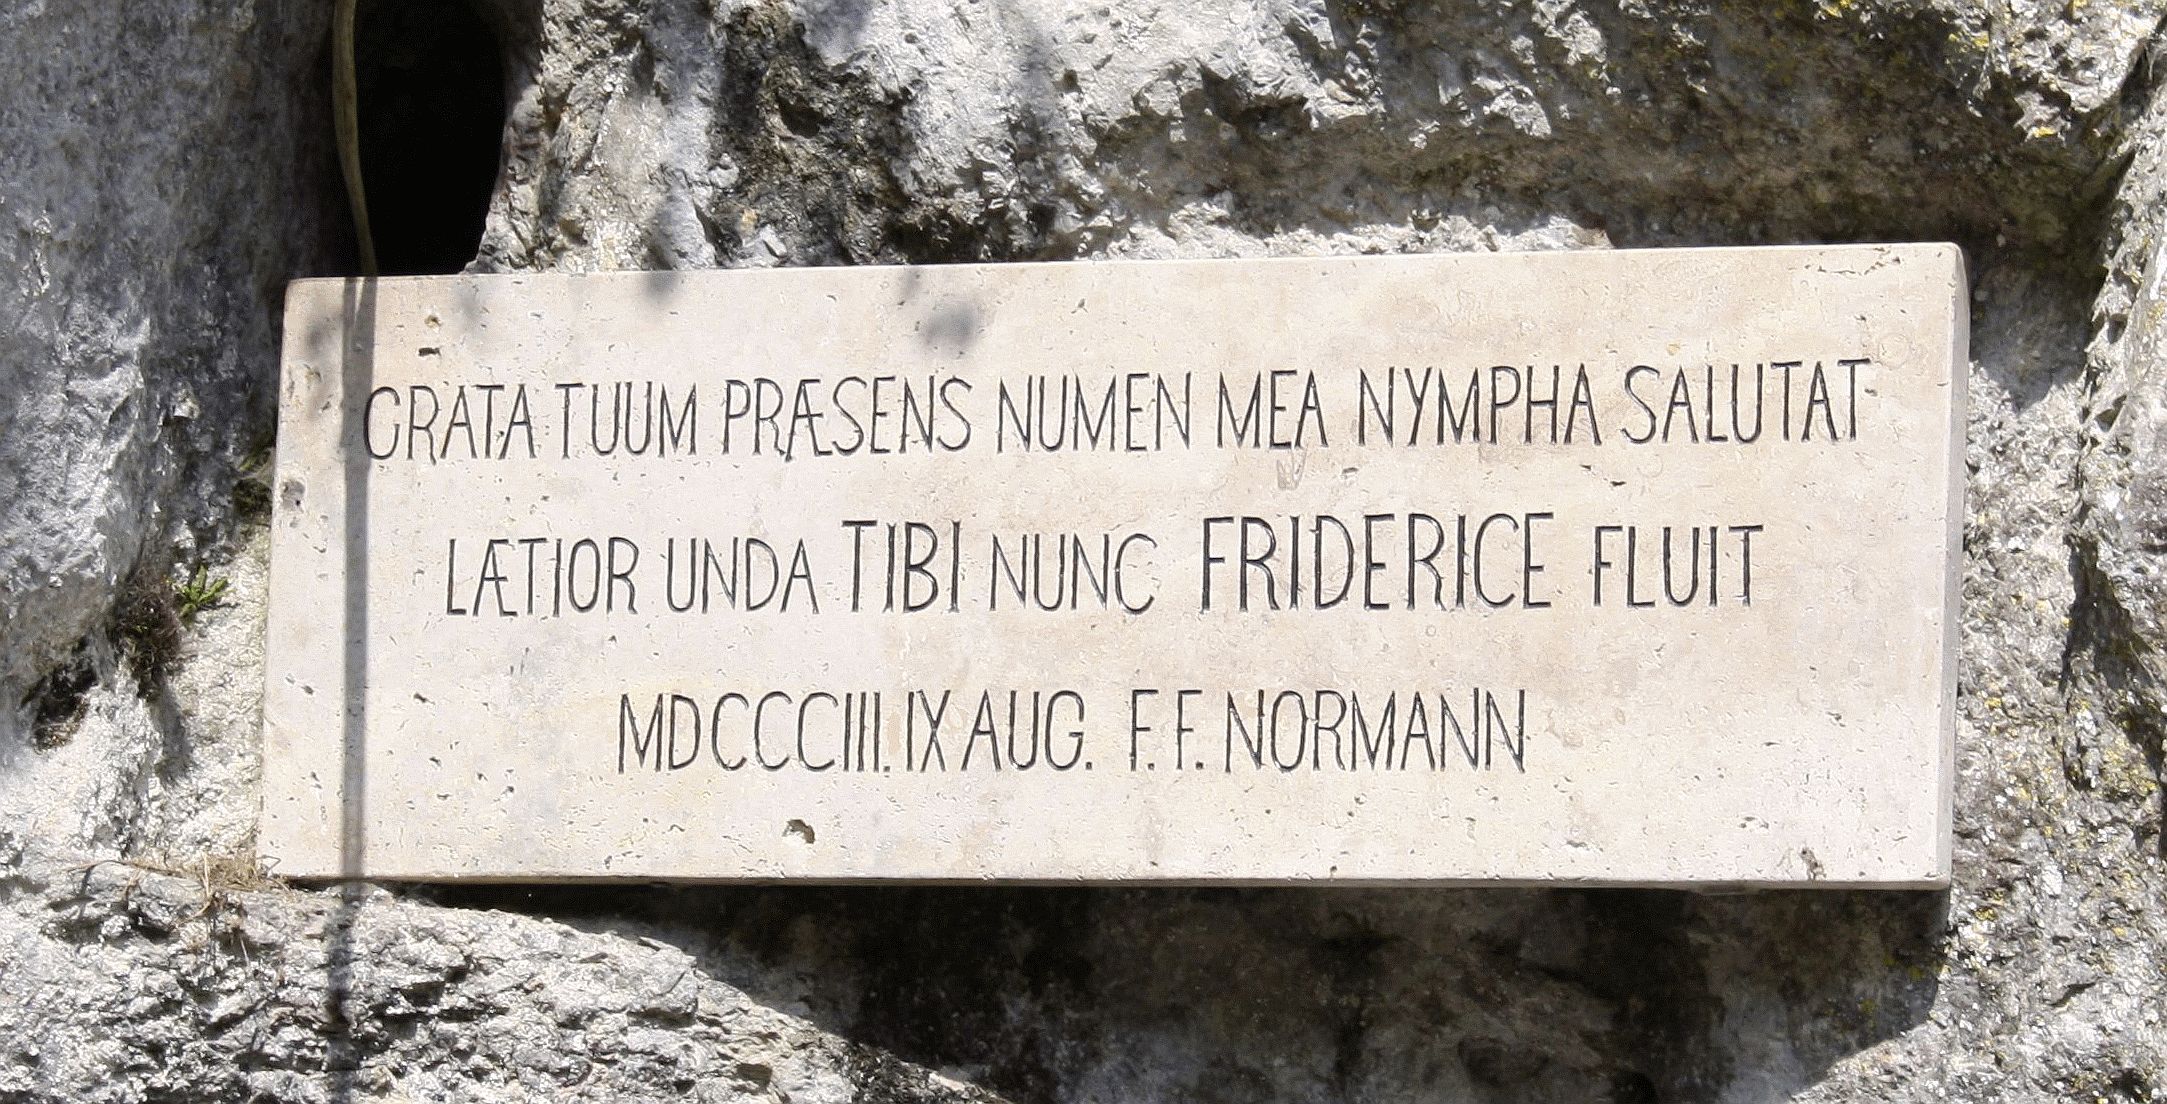 GRATA TUUM PRÆSENS NUMEN MEA NYMPHA SALUTAT
LÆTIOR UNDA TIBI NUNC FRIDERICE FLUIT
MDCCCIII. IX AUG. F. F. NORMANN